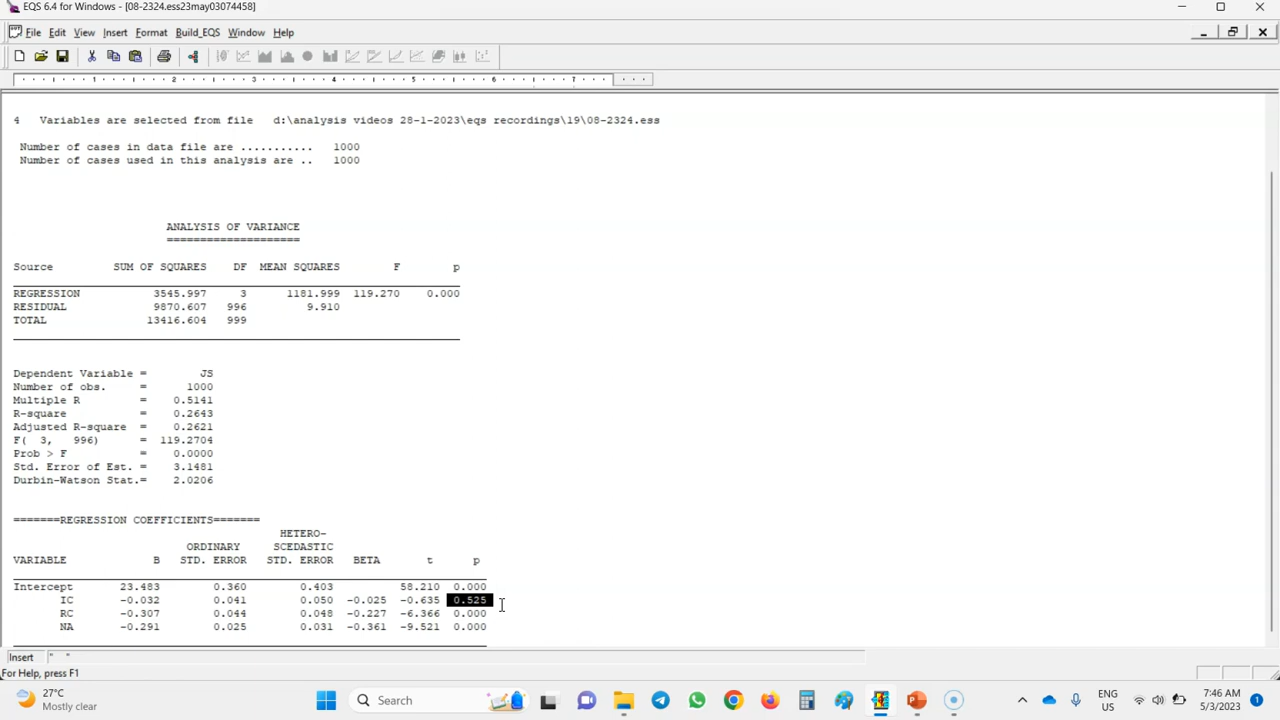 EQS 6.4 for Windows - [08-2324.ess23may03074458]
File Edit View Insert Format Build_EQS Window Help
1 2 3 4 5 6 7
4 Variables are selected from file d:\analysis videos 28-1-2023\eqs recordings\19\08-2324.ess
Number of cases in data file are ........... 1000
Number of cases used in this analysis are .. 1000
ANALYSIS OF VARIANCE
====================
Source SUM OF SQUARES DF MEAN SQUARES F p
REGRESSION 3545.997 3 1181.999 119.270 0.000
RESIDUAL 9870.607 996 9.910
TOTAL 13416.604 999
Dependent Variable = JS
Number of obs. = 1000
Multiple R = 0.5141
R-square = 0.2643
Adjusted R-square = 0.2621
F( 3, 996) = 119.2704
Prob > F = 0.0000
Std. Error of Est. = 3.1481
Durbin-Watson Stat.= 2.0206
=======REGRESSION COEFFICIENTS=======
HETERO-
ORDINARY SCEDASTIC
VARIABLE B STD. ERROR STD. ERROR BETA t p
Intercept 23.483 0.360 0.403 58.210 0.000
IC -0.032 0.041 0.050 -0.025 -0.635 0.525
RC -0.307 0.044 0.048 -0.227 -6.366 0.000
NA -0.291 0.025 0.031 -0.361 -9.521 0.000
Insert " "
For Help, press F1
27°C
Mostly clear
Search
ENG
US
7:46 AM
5/3/2023
1